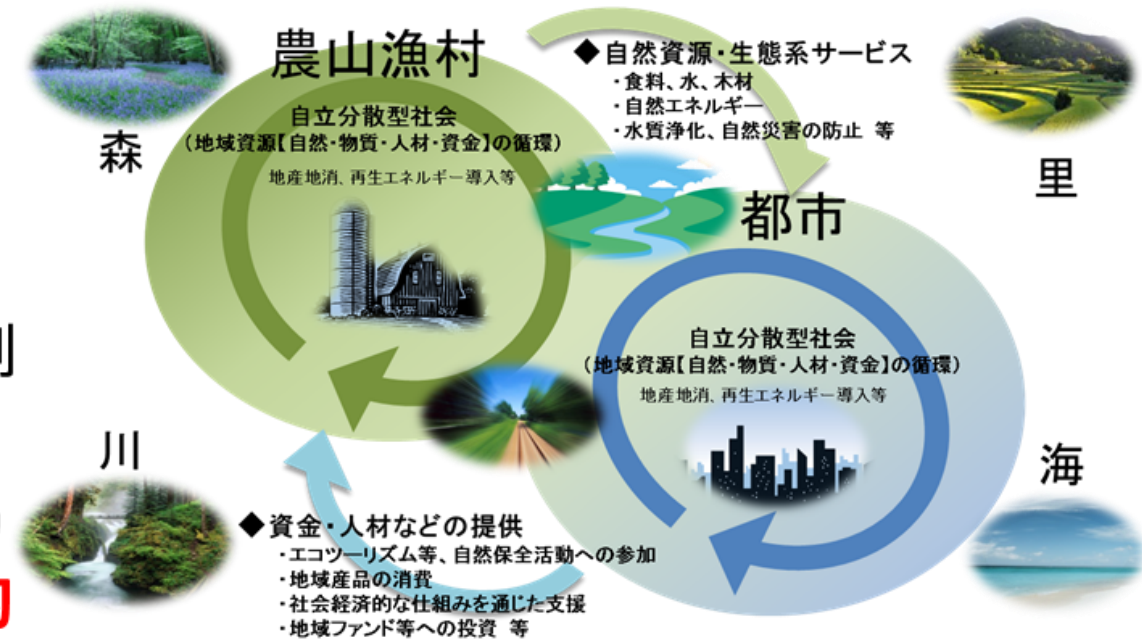 農山漁村
自立分散型社会
（地域資源【自然・物質・人材・資金】の循環）
地産地消、再生エネルギー導入等
◆自然資源・生態系サービス
・食料、水、木材
・自然エネルギー
・水質浄化、自然災害の防止 等
森
里
都市
自立分散型社会
（地域資源【自然・物質・人材・資金】の循環）
地産地消、再生エネルギー導入等
川
海
◆資金・人材などの提供
・エコツーリズム等、自然保全活動への参加
・地域産品の消費
・社会経済的な仕組みを通じた支援
・地域ファンド等への投資 等